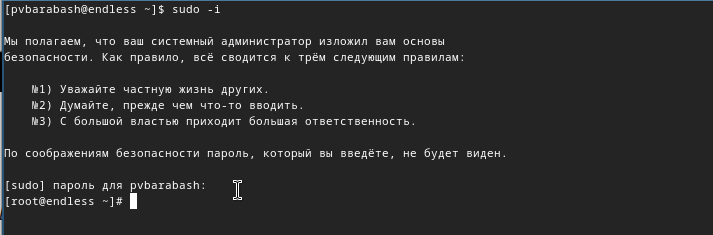 [pvbarabash@endless ~]$ sudo -i
Мы полагаем, что ваш системный администратор изложил вам основы
безопасности. Как правило, всё сводится к трём следующим правилам:
№1) Уважайте частную жизнь других.
№2) Думайте, прежде чем что-то вводить.
№3) С большой властью приходит большая ответственность.
По соображениям безопасности пароль, который вы введёте, не будет виден.
[sudo] пароль для pvbarabash:
[root@endless ~]#